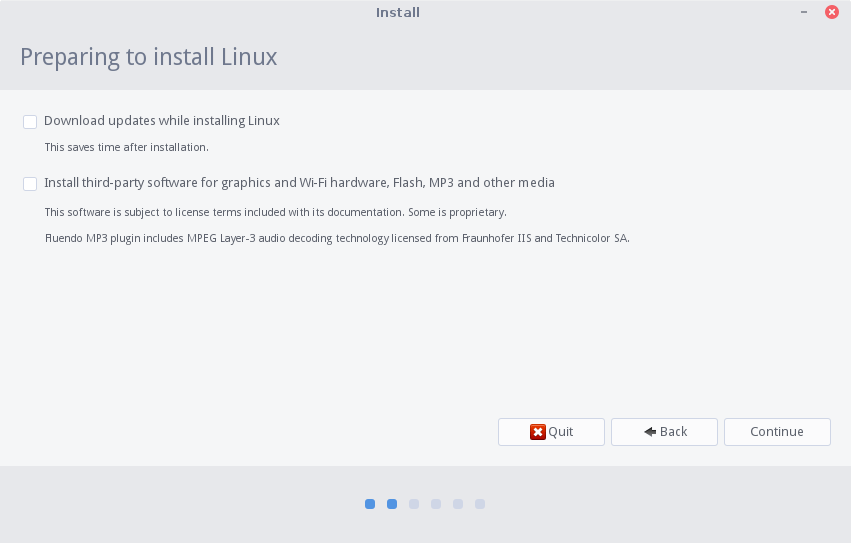 Install
Preparing to install Linux
Download updates while installing Linux
This saves time after installation.
Install third-party software for graphics and Wi-Fi hardware, Flash, MP3 and other media
This software is subject to license terms included with its documentation. Some is proprietary.
Fluendo MP3 plugin includes MPEG Layer-3 audio decoding technology licensed from Fraunhofer IIS and Technicolor SA.
Quit
Back
Continue